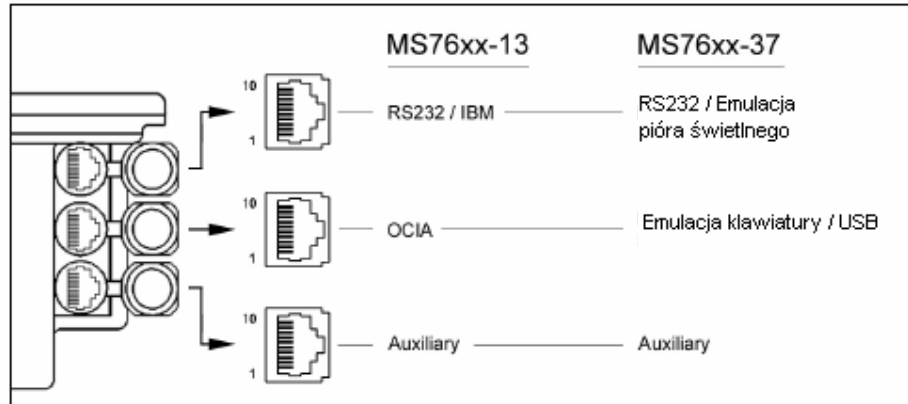 MS76xx-13 MS76xx-37
10
1
RS232 / IBM
RS232 / Emulacja
pióra świetlnego
10
1
OCIA
Emulacja klawiatury / USB
10
1
Auxiliary
Auxiliary